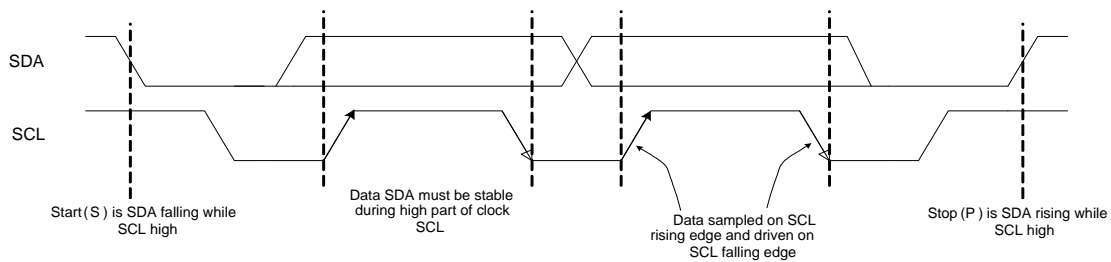 SDA
SCL
Start(S) is SDA falling while
SCL high
Data SDA must be stable
during high part of clock
SCL
Data sampled on SCL
rising edge and driven on
SCL falling edge
Stop (P) is SDA rising while
SCL high